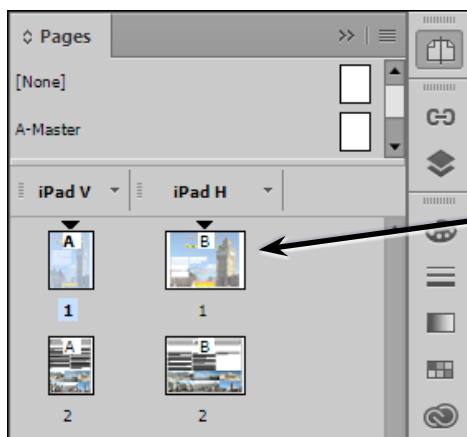 Pages
[None]
A-Master
iPad V iPad H
A B
1 1
A B
2 2